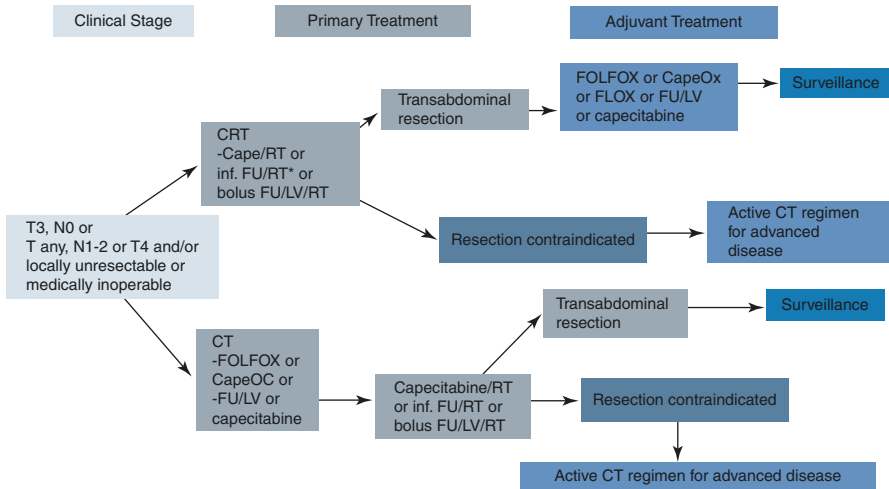 Clinical Stage
Primary Treatment
Adjuvant Treatment
T3, N0 or
T any, N1-2 or T4 and/or
locally unresectable or
medically inoperable
CRT
-Cape/RT or
inf. FU/RT* or
bolus FU/LV/RT
Transabdominal
resection
FOLFOX or CapeOx
or FLOX or FU/LV
or capecitabine
Surveillance
Resection contraindicated
Active CT regimen
for advanced
disease
CT
-FOLFOX or
CapeOC or
-FU/LV or
capecitabine
Capecitabine/RT
or inf. FU/RT or
bolus FU/LV/RT
Transabdominal
resection
Surveillance
Resection contraindicated
Active CT regimen for advanced disease